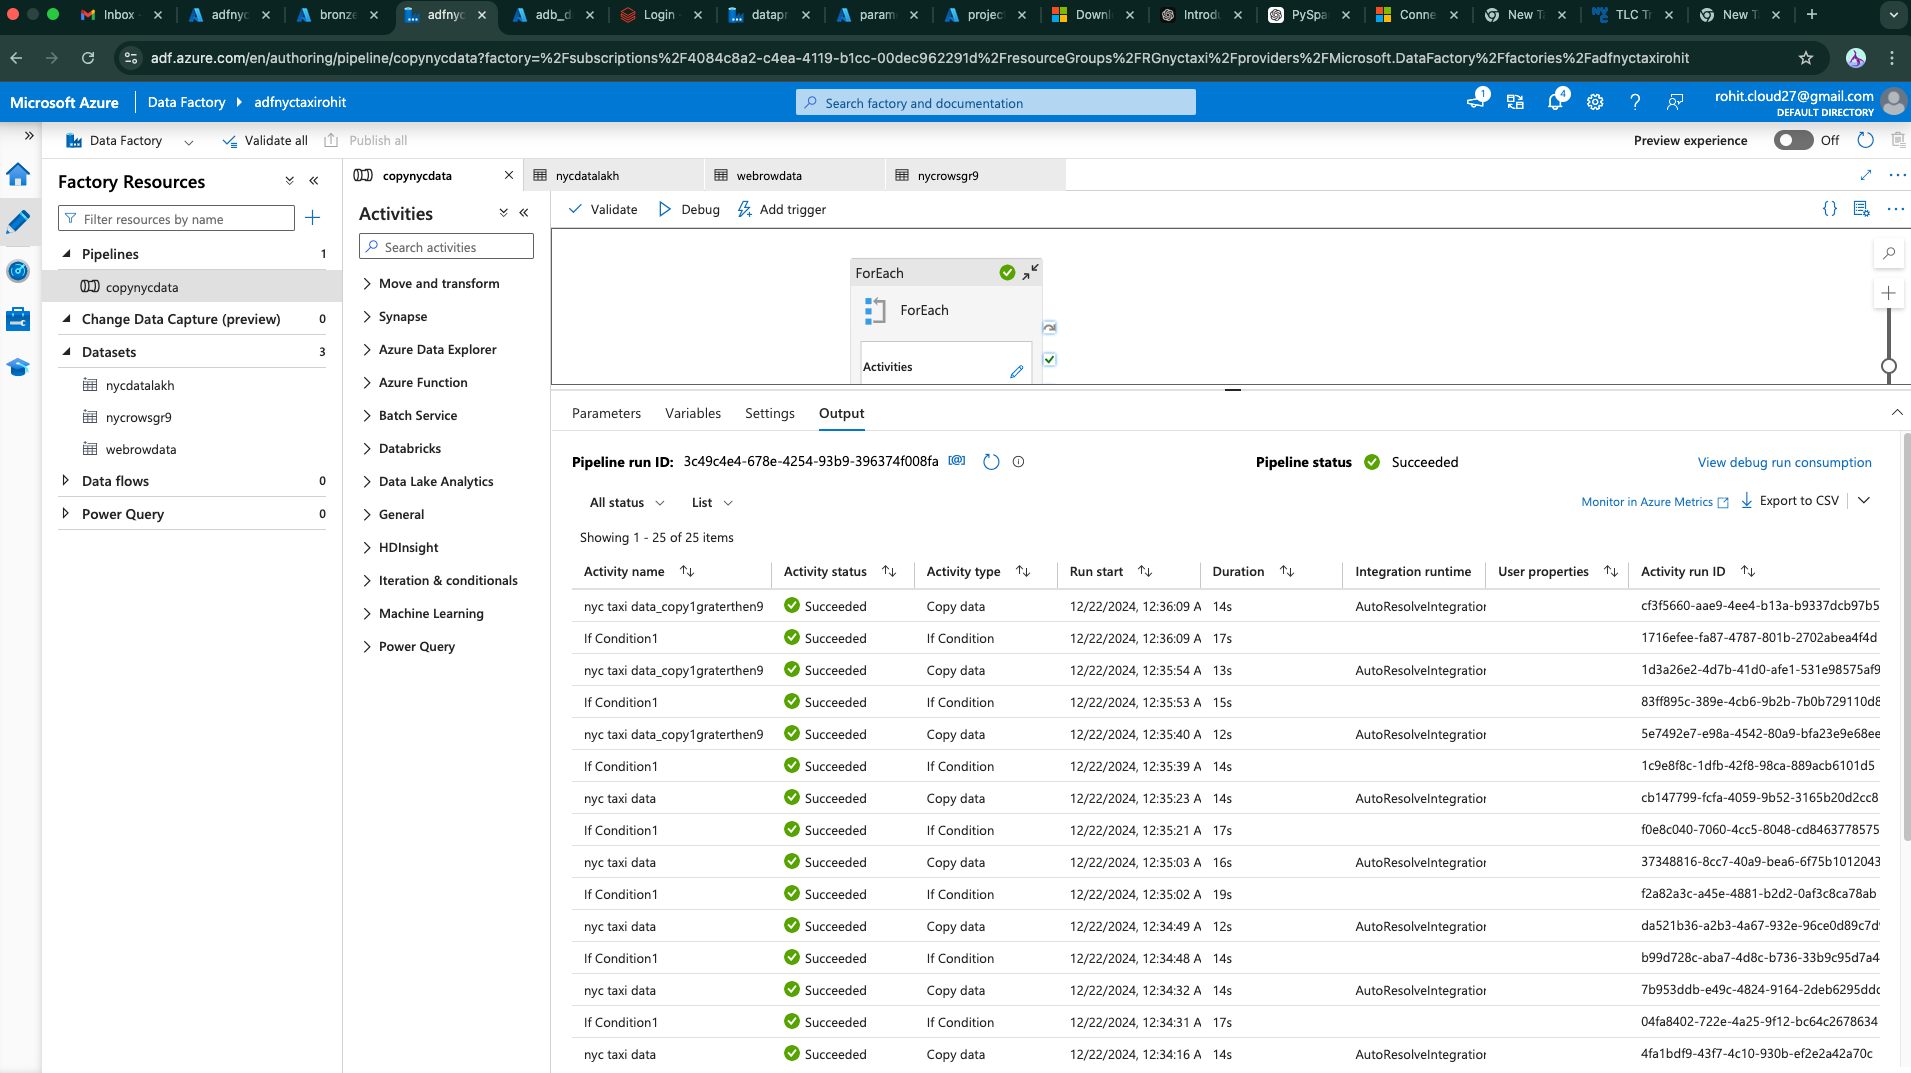 Inbox
adfnyc
bronze
adfnyc
adb_d
Login
datapr
param
project
Downl
Introdu
PySpa
Conne
New Ta
TLC Tr
New Ta
adf.azure.com/en/authoring/pipeline/copynycdata?factory=%2Fsubscriptions%2F4084c8a2-c4ea-4119-b1cc-00dec962291d%2FresourceGroups%2FRGnyctaxi%2Fproviders%2FMicrosoft.DataFactory%2Ffactories%2Fadfnyctaxirohit
Microsoft Azure
Data Factory
adfnyctaxirohit
Search factory and documentation
1
4
rohit.cloud27@gmail.com
DEFAULT DIRECTORY
Data Factory
Validate all
Publish all
Preview experience
Off
Factory Resources
Filter resources by name
Pipelines 1
copynycdata
Change Data Capture (preview) 0
Datasets 3
nycdatalakh
nycrowsgr9
webrowdata
Data flows 0
Power Query 0
copynycdata
nycdatalakh
webrowdata
nycrowsgr9
Activities
Search activities
Move and transform
Synapse
Azure Data Explorer
Azure Function
Batch Service
Databricks
Data Lake Analytics
General
HDInsight
Iteration & conditionals
Machine Learning
Power Query
Validate
Debug
Add trigger
ForEach
ForEach
Activities
Parameters Variables Settings Output
Pipeline run ID: 3c49c4e4-678e-4254-93b9-396374f008fa
Pipeline status Succeeded
View debug run consumption
All status
List
Monitor in Azure Metrics
Export to CSV
Showing 1 - 25 of 25 items
Activity name Activity status Activity type Run start Duration Integration runtime User properties Activity run ID
nyc taxi data_copy1graterthen9 Succeeded Copy data 12/22/2024, 12:36:09 A 14s AutoResolveIntegration cf3f5660-aae9-4ee4-b13a-b9337dcb97b5
If Condition1 Succeeded If Condition 12/22/2024, 12:36:09 A 17s 1716efee-fa87-4787-801b-2702abea4f4d
nyc taxi data_copy1graterthen9 Succeeded Copy data 12/22/2024, 12:35:54 A 13s AutoResolveIntegration 1d3a26e2-4d7b-41d0-afe1-531e98575af9
If Condition1 Succeeded If Condition 12/22/2024, 12:35:53 A 15s 83ff895c-389e-4cb6-9b2b-7b0b729110d8
nyc taxi data_copy1graterthen9 Succeeded Copy data 12/22/2024, 12:35:40 A 12s AutoResolveIntegration 5e7492e7-e98a-4542-80a9-bfa23e9e68ee
If Condition1 Succeeded If Condition 12/22/2024, 12:35:39 A 14s 1c9e8f8c-1dfb-42f8-98ca-889acb6101d5
nyc taxi data Succeeded Copy data 12/22/2024, 12:35:23 A 14s AutoResolveIntegration cb147799-fcfa-4059-9b52-3165b20d2cc8
If Condition1 Succeeded If Condition 12/22/2024, 12:35:21 A 17s f0e8c040-7060-4cc5-8048-cd8463778575
nyc taxi data Succeeded Copy data 12/22/2024, 12:35:03 A 16s AutoResolveIntegration 37348816-8cc7-40a9-bea6-6f75b1012043
If Condition1 Succeeded If Condition 12/22/2024, 12:35:02 A 19s f2a82a3c-a45e-4881-b2d2-0af3c8ca78ab
nyc taxi data Succeeded Copy data 12/22/2024, 12:34:49 A 12s AutoResolveIntegration da521b36-a2b3-4a67-932e-96ce0d89c7d9
If Condition1 Succeeded If Condition 12/22/2024, 12:34:48 A 14s b99d728c-aba7-4d8c-b736-33b9c95d7a4
nyc taxi data Succeeded Copy data 12/22/2024, 12:34:32 A 14s AutoResolveIntegration 7b953ddb-e49c-4824-9164-2deb6295ddc
If Condition1 Succeeded If Condition 12/22/2024, 12:34:31 A 17s 04fa8402-722e-4a25-9f12-bc64c2678634
nyc taxi data Succeeded Copy data 12/22/2024, 12:34:16 A 14s AutoResolveIntegration 4fa1bdf9-43f7-4c10-930b-ef2e2a42a70c